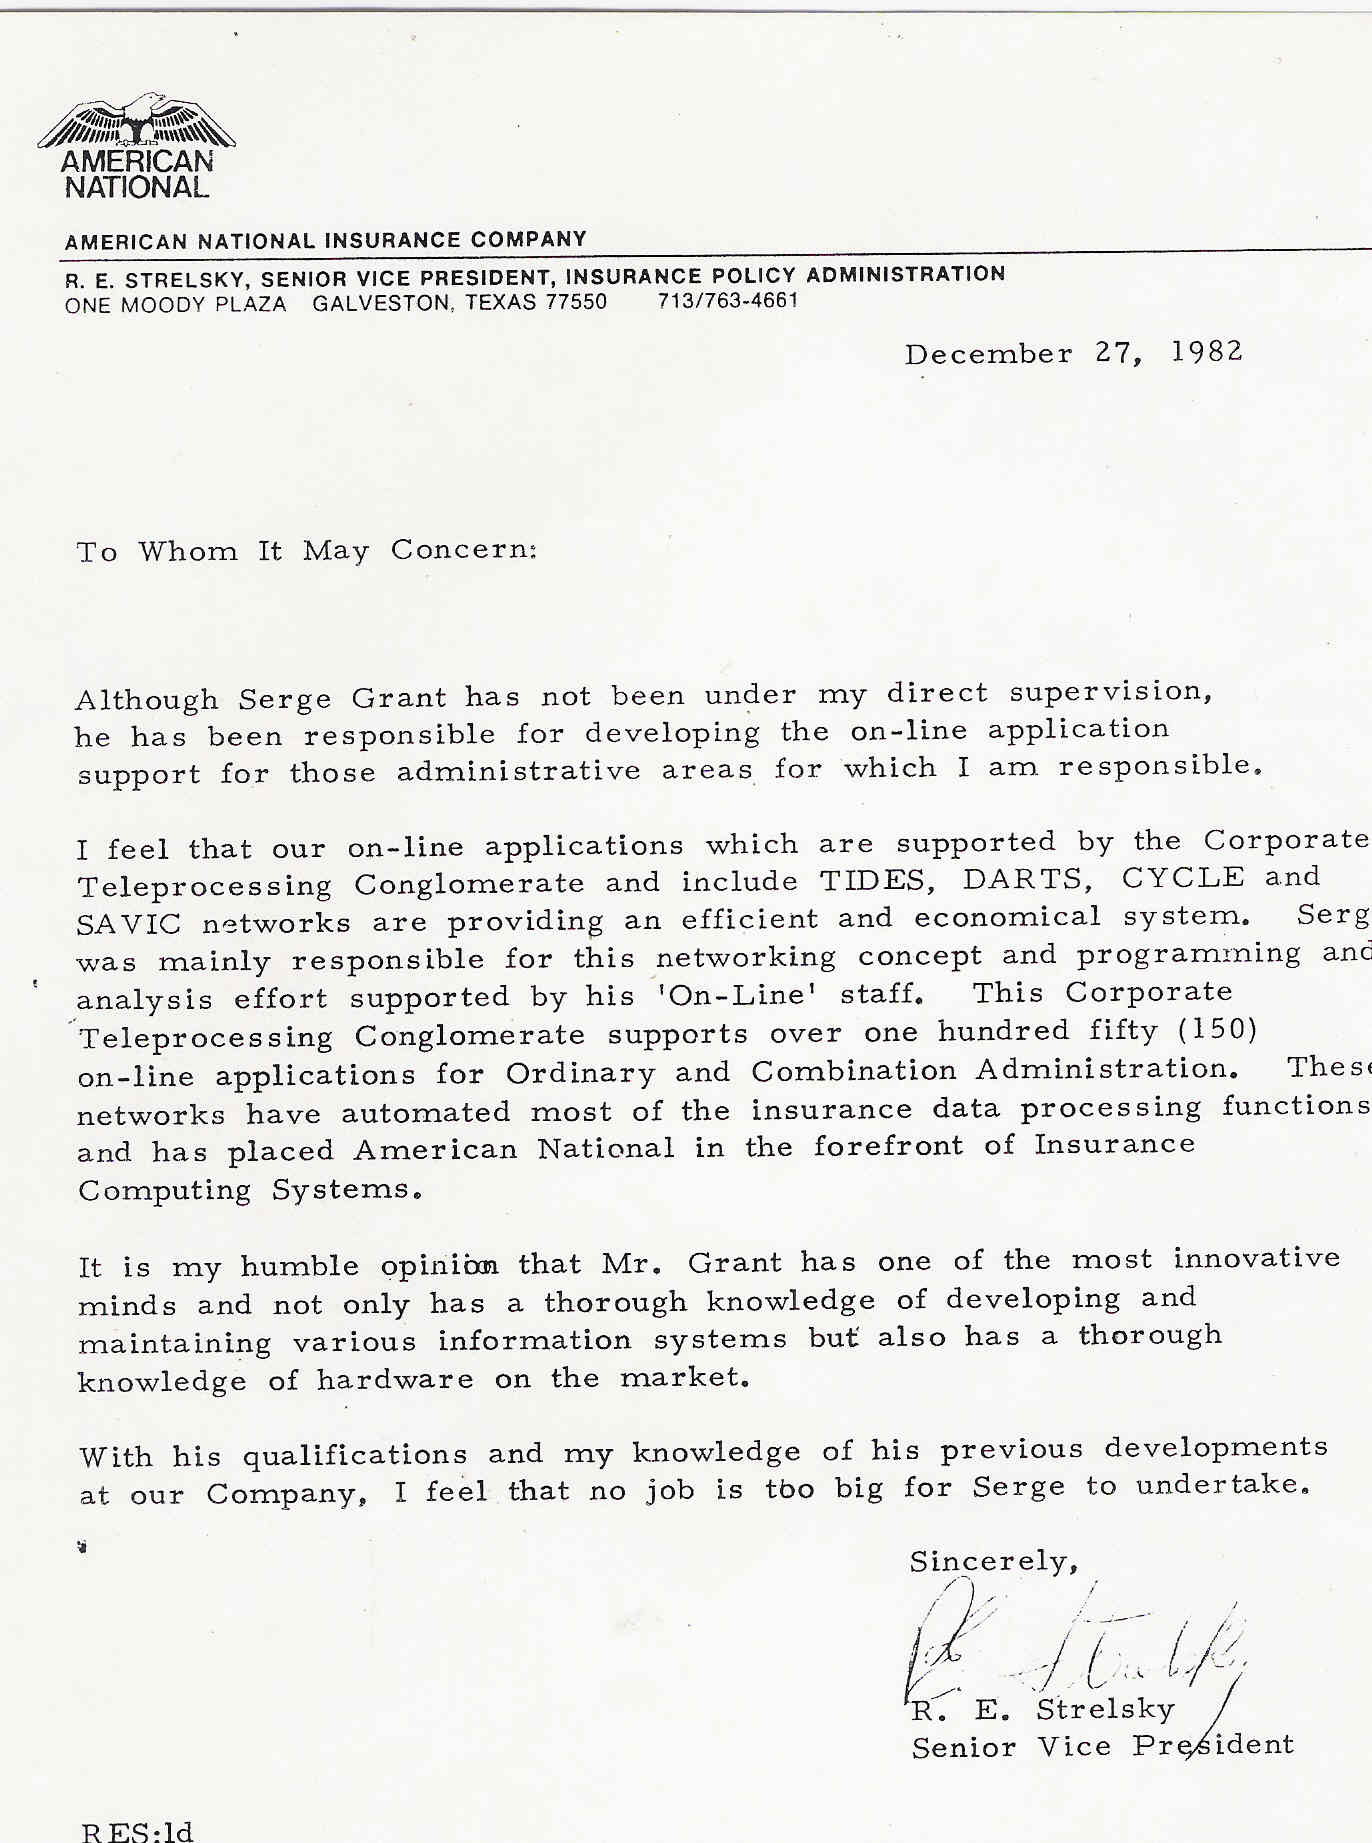 AMERICAN
NATIONAL
AMERICAN NATIONAL INSURANCE COMPANY
R. E. STRELSKY, SENIOR VICE PRESIDENT, INSURANCE POLICY ADMINISTRATION
ONE MOODY PLAZA GALVESTON, TEXAS 77550 713/763-4661
December 27, 1982
To Whom It May Concern:
Although Serge Grant has not been under my direct supervision,
he has been responsible for developing the on-line application
support for those administrative areas for which I am responsible.
I feel that our on-line applications which are supported by the Corporate
Teleprocessing Conglomerate and include TIDES, DARTS, CYCLE and
SAVIC networks are providing an efficient and economical system. Serg
was mainly responsible for this networking concept and programming and
analysis effort supported by his 'On-Line' staff. This Corporate
Teleprocessing Conglomerate supports over one hundred fifty (150)
on-line applications for Ordinary and Combination Administration. These
networks have automated most of the insurance data processing functions
and has placed American National in the forefront of Insurance
Computing Systems.
It is my humble opinion that Mr. Grant has one of the most innovative
minds and not only has a thorough knowledge of developing and
maintaining various information systems but also has a thorough
knowledge of hardware on the market.
With his qualifications and my knowledge of his previous developments
at our Company, I feel that no job is too big for Serge to undertake.
Sincerely,
R. E. Strelsky
R. E. Strelsky
Senior Vice President
RES:ld